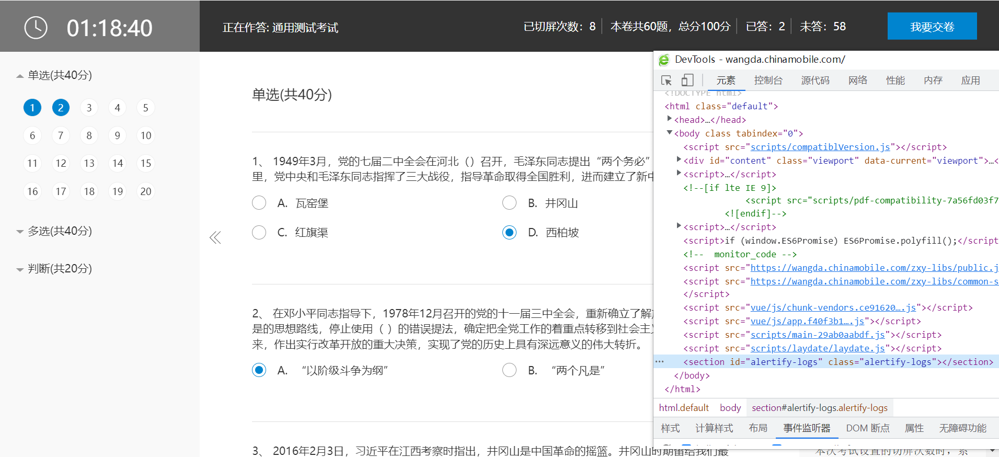 01:18:40
正在作答: 通用测试考试
已切屏次数：8
本卷共60题，总分100分
已答：2
未答：58
我要交卷
单选(共40分)
1 2 3 4 5
6 7 8 9 10
11 12 13 14 15
16 17 18 19 20
多选(共40分)
判断(共20分)
单选(共40分)
1、 1949年3月，党的七届二中全会在河北（）召开，毛泽东同志提出“两个务必”
里，党中央和毛泽东同志指挥了三大战役，指导革命取得全国胜利，进而建立了新中
A. 瓦窑堡
B. 井冈山
C. 红旗渠
D. 西柏坡
2、 在邓小平同志指导下，1978年12月召开的党的十一届三中全会，重新确立了解放
是的思想路线，停止使用（ ）的错误提法，确定把全党工作的着重点转移到社会主义
来，作出实行改革开放的重大决策，实现了党的历史上具有深远意义的伟大转折。
A. “以阶级斗争为纲”
B. “两个凡是”
3、 2016年2月3日，习近平在江西考察时指出，井冈山是中国革命的摇篮。井冈山的期留给我们最
DevTools - wangda.chinamobile.com/
元素 控制台 源代码 网络 性能 内存 应用
<!DOCTYPE html>
<html class="default">
<head>…</head>
<body class tabindex="0">
<script src="scripts/compatiblVersion.js"></script>
<div id="content" class="viewport" data-current="viewport">…<
<script>…</script>
<!--[if lte IE 9]>
<script src="scripts/pdf-compatibility-7a56fd03f7
<![endif]-->
<script>…</script>
<script>if (window.ES6Promise) ES6Promise.polyfill();</script
<!-- monitor_code -->
<script src="https://wangda.chinamobile.com/zxy-libs/public.j
<script src="https://wangda.chinamobile.com/zxy-libs/common-s
</script>
<script src="vue/js/chunk-vendors.ce91620….js"></script>
<script src="vue/js/app.f40f3b1….js"></script>
<script src="scripts/main-29ab0aabdf.js"></script>
<script src="scripts/laydate/laydate.js"></script>
<section id="alertify-logs" class="alertify-logs"></section>
</body>
</html>
html.default body section#alertify-logs.alertify-logs
样式 计算样式 布局 事件监听器 DOM 断点 属性 无障碍功能
本次考试设置的切屏次数时，系